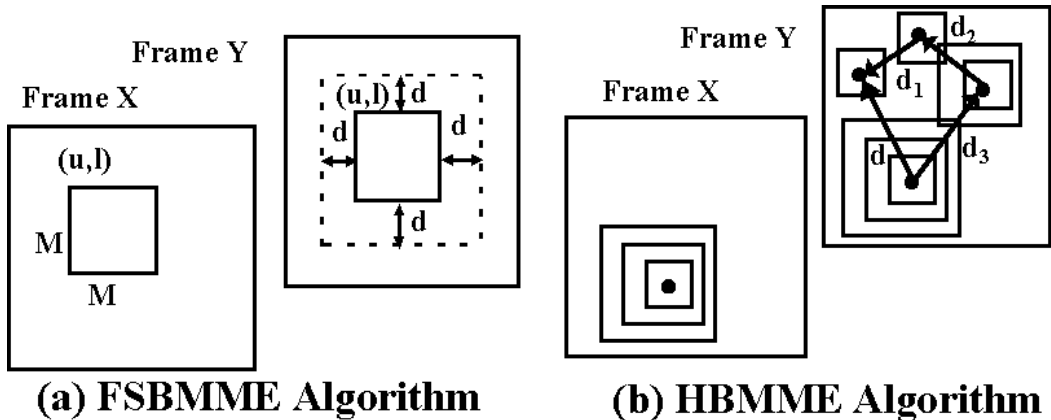 Frame Y
Frame X
(u,l)
M
M
(u,l)
d
d
d
d
(a) FSBMME Algorithm
Frame Y
Frame X
d2
d1
d
d3
(b) HBMME Algorithm